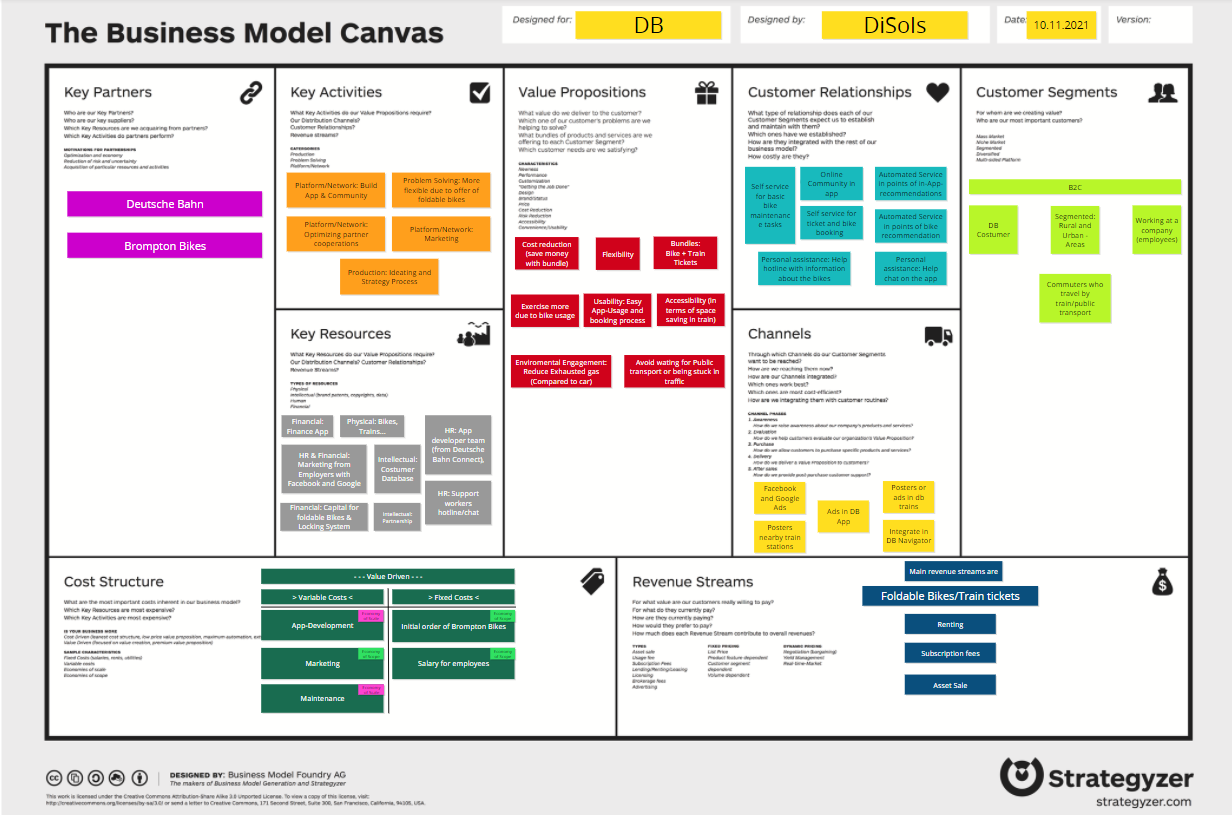 The Business Model Canvas
Designed for:
DB
Designed by:
DiSols
Date:
10.11.2021
Version:
Key Partners
Who are our Key Partners?
Who are our key suppliers?
Which Key Resources are we acquairing from partners?
Which Key Activities do partners perform?
MOTIVATIONS FOR PARTNERSHIPS
Optimization and economy
Reduction of risk and uncertainty
Acquisition of particular resources and activities
Deutsche Bahn
Brompton Bikes
Key Activities
What Key Activities do our Value Propositions require?
Our Distribution Channels?
Customer Relationships?
Revenue streams?
CATEGORIES
Production
Problem Solving
Platform/Network
Platform/Network: Build
App & Community
Problem Solving: More
flexible due to offer of
foldable bikes
Platform/Network:
Optimizing partner
cooperations
Platform/Network:
Marketing
Production: Ideating and
Strategy Process
Key Resources
What Key Resources do our Value Propositions require?
Our Distribution Channels? Customer Relationships?
Revenue Streams?
TYPES OF RESOURCES
Physical
Intellectual (brand patents, copyrights, data)
Human
Financial
Financial:
Finance App
Physical: Bikes,
Trains...
HR: App
developer team
(from Deutsche
Bahn Connect),
HR & Financial:
Marketing from
Employers with
Facebook and Google
Intellectual:
Costumer
Database
HR: Support
workers
hotline/chat
Financial: Capital for
foldable Bikes &
Locking System
Intellectual:
Partnership
Value Propositions
What value do we deliver to the customer?
Which one of our customer's problems are we
helping to solve?
What bundles of products and services are we
offering to each Customer Segment?
Which customer needs are we satisfying?
CHARACTERISTICS
Newness
Performance
Customization
"Getting the Job Done"
Design
Brand/Status
Price
Cost Reduction
Risk Reduction
Accessibility
Convenience/Usability
Cost reduction
(save money
with bundle)
Flexibility
Bundles:
Bike + Train
Tickets
Exercise more
due to bike usage
Usability: Easy
App-Usage and
booking process
Accessibility (in
terms of space
saving in train)
Enviromental Engagement:
Reduce Exhausted gas
(Compared to car)
Avoid wating for Public
transport or being stuck in
traffic
Customer Relationships
What type of relationship does each of our
Customer Segments expect us to establish
and maintain with them?
Which ones have we established?
How are they integrated with the rest of our
business model?
How costly are they?
Self service
for basic
bike
maintenanc
e tasks
Online
Community in
app
Automated Service
in points of in-App-
recommendations
Self service for
ticket and bike
booking
Automated Service
in points of bike
recommendation
Personal assistance: Help
hotline with information
about the bikes
Personal
assistance: Help
chat on the app
Channels
Through which Channels do our Customer Segments
want to be reached?
How are we reaching them now?
How are our Channels integrated?
Which ones work best?
Which ones are most cost-efficient?
How are we integrating them with customer routines?
CHANNEL PHASES
1. Awareness
How do we raise awareness about our company's products and services?
2. Evaluation
How do we help customers evaluate our organization's Value Proposition?
3. Purchase
How do we allow customers to purchase specific products and services?
4. Delivery
How do we deliver a Value Proposition to customers?
5. After sales
How do we provide post-purchase customer support?
Facebook
and Google
Ads
Posters or
ads in db
trains
Ads in DB
App
Posters
nearby train
stations
Integrate in
DB Navigator
Customer Segments
For whom are we creating value?
Who are our most important customers?
Mass Market
Niche Market
Segmented
Diversified
Multi-sided Platform
B2C
DB
Costumer
Segmented:
Rural and
Urban -
Areas
Working at a
company
(employees)
Commuters who
travel by
train/public
transport
Cost Structure
What are the most important costs inherent in our business model?
Which Key Resources are most expensive?
Which Key Activities are most expensive?
IS YOUR BUSINESS MORE
Cost Driven (leanest cost structure, low price value proposition, maximum automation, ext
Value Driven (focused on value creation, premium value proposition)
SAMPLE CHARACTERISTICS
Fixed Costs (salaries, rents, utilities)
Variable costs
Economies of scale
Economies of scope
- - - Value Driven - - -
> Variable Costs <
> Fixed Costs <
App-Development
Initial order of Brompton Bikes
Marketing
Salary for employees
Maintenance
Revenue Streams
For what value are our customers really willing to pay?
For what do they currently pay?
How are they currently paying?
How would they prefer to pay?
How much does each Revenue Stream contribute to overall revenues?
TYPES
Asset sale
Usage fee
Subscription Fees
Lending/Renting/Leasing
Licensing
Brokerage fees
Advertising
FIXED PRICING
List Price
Product feature dependent
Customer segment
dependent
Volume dependent
DYNAMIC PRICING
Negotiation (bargaining)
Yield Management
Real-time-Market
Main revenue streams are
Foldable Bikes/Train tickets
Renting
Subscription fees
Asset Sale
cc
DESIGNED BY: Business Model Foundry AG
The makers of Business Model Generation and Strategyzer
This work is licensed under the Creative Commons Attribution-Share Alike 3.0 Unported License. To view a copy of this license, visit:
http://creativecommons.org/licenses/by-sa/3.0/ or send a letter to Creative Commons, 171 Second Street, Suite 300, San Francisco, California, 94105, USA.
Strategyzer
strategyzer.com